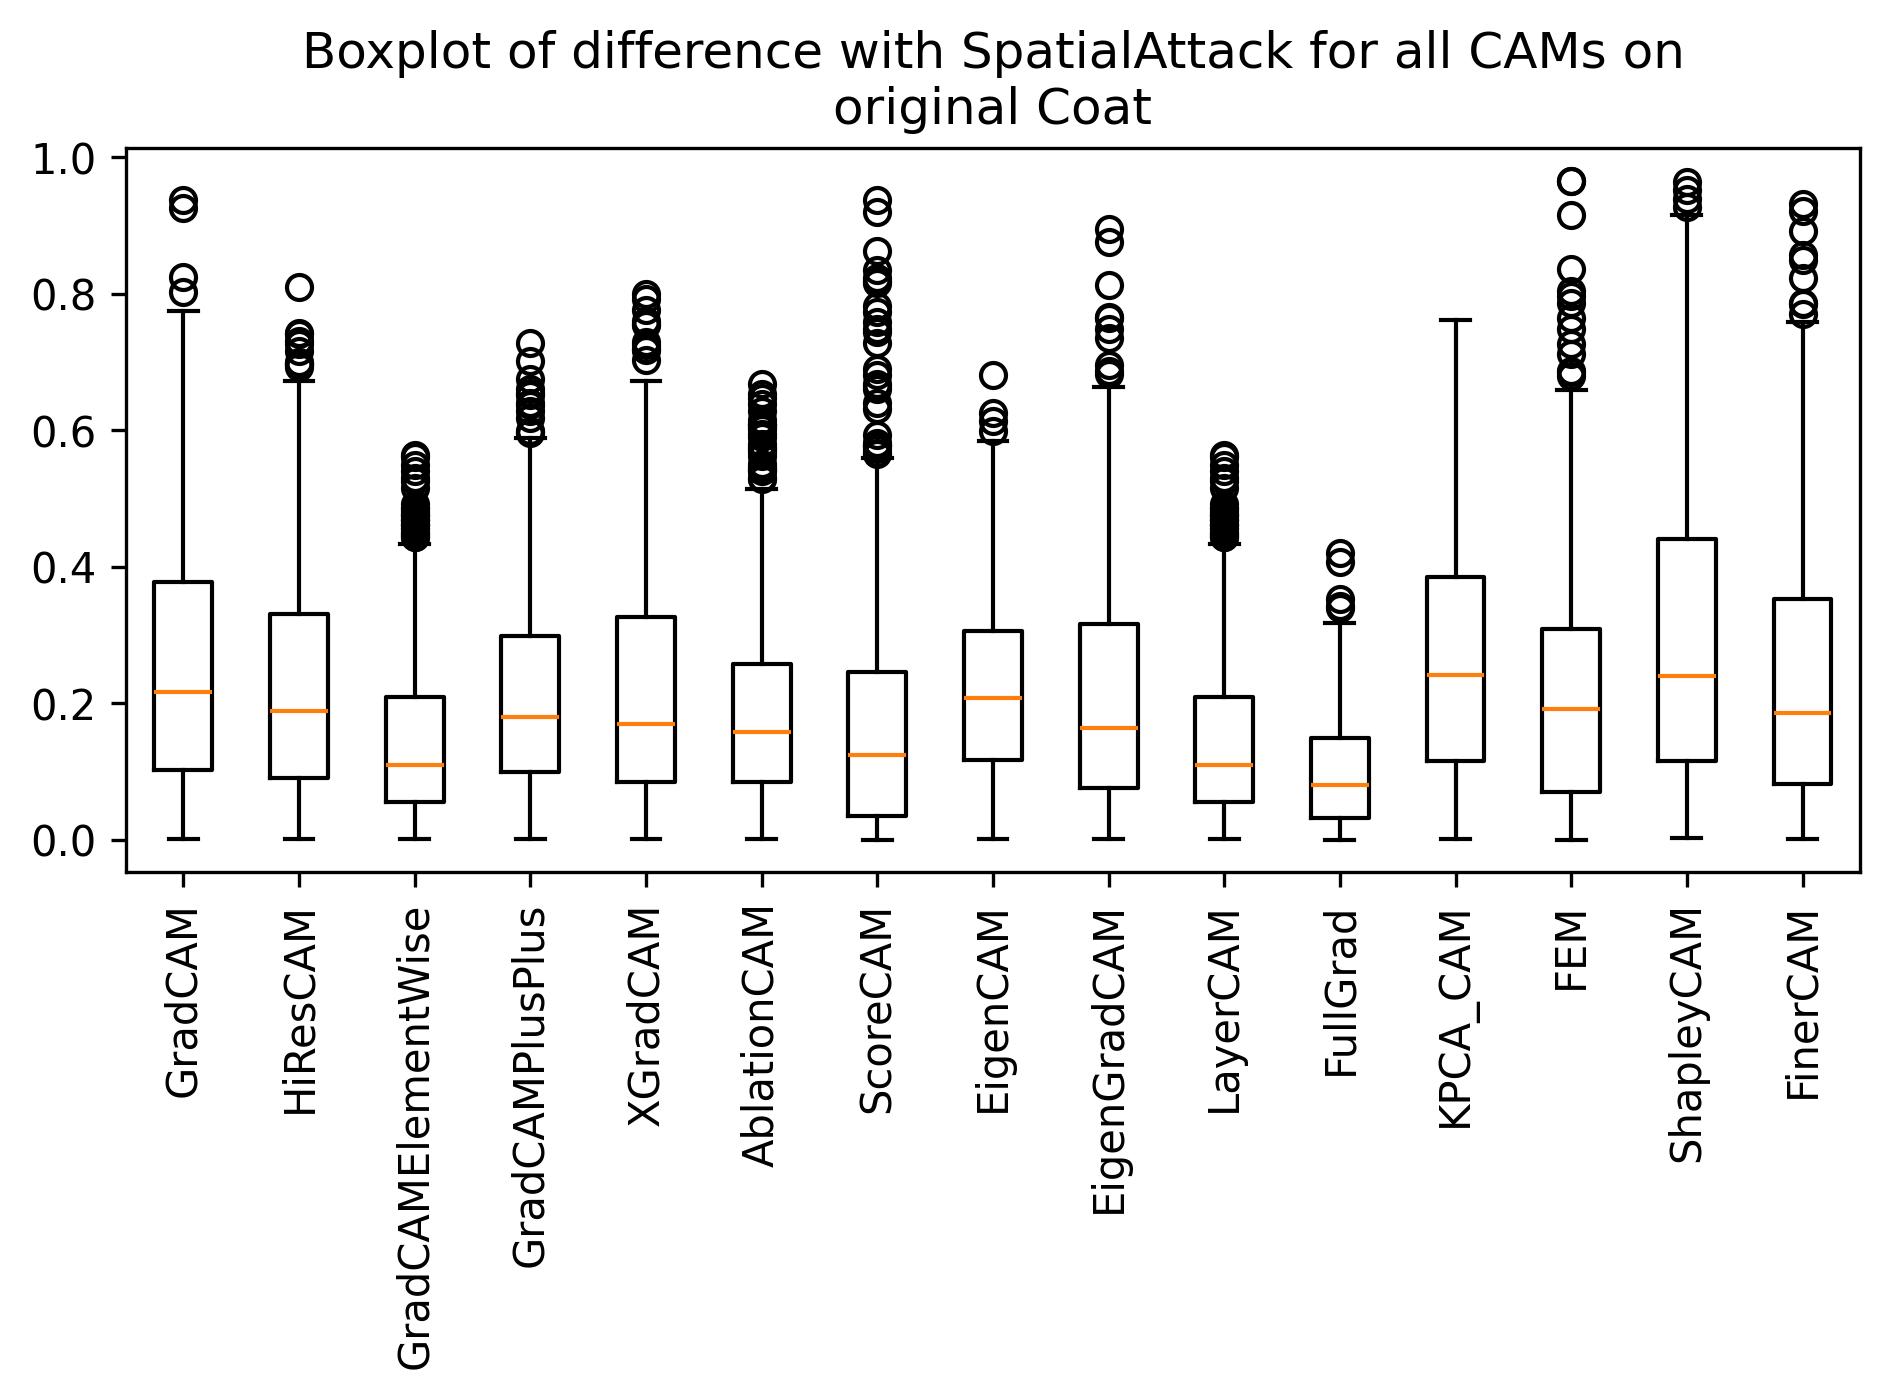 Boxplot of difference with SpatialAttack for all CAMs on
original Coat
1.0
0.8
0.6
0.4
0.2
0.0
GradCAM
HiResCAM
GradCAMElementWise
GradCAMPlusPlus
XGradCAM
AblationCAM
ScoreCAM
EigenCAM
EigenGradCAM
LayerCAM
FullGrad
KPCA_CAM
FEM
ShapleyCAM
FinerCAM